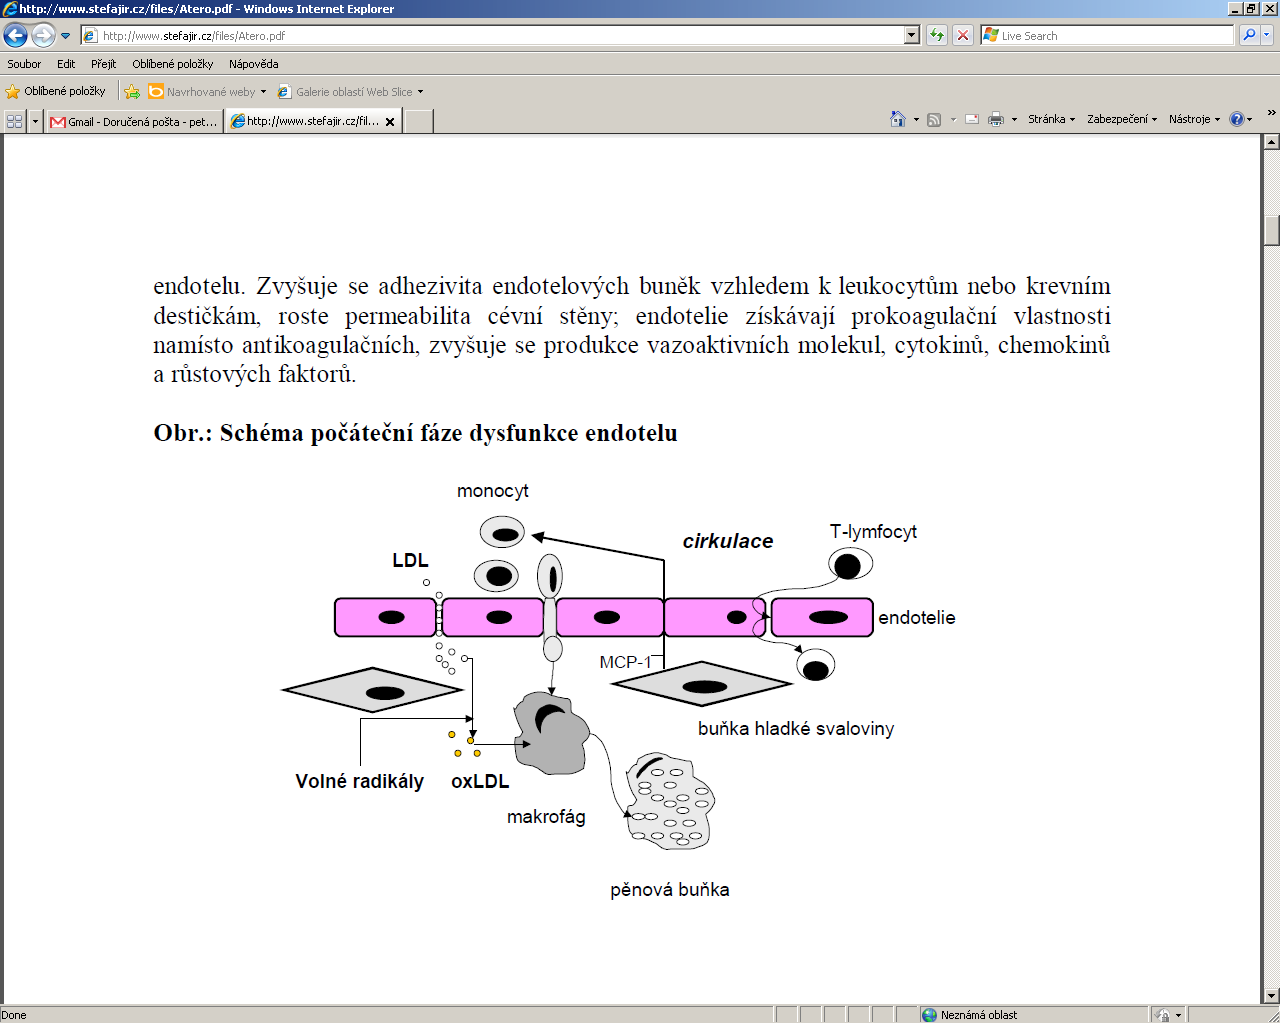 http://www.stefajir.cz/files/Atero.pdf - Windows Internet Explorer
http://www.stefajir.cz/files/Atero.pdf
Live Search
Soubor Edit Přejít Oblíbené položky Nápověda
Oblíbené položky Navrhované weby Galerie oblastí Web Slice
Gmail - Doručená pošta - pet... http://www.stefajir.cz/fil... Stránka Zabezpečení Nástroje
endotelu. Zvyšuje se adhezivita endotelových buněk vzhledem k leukocytům nebo krevním
destičkám, roste permeabilita cévní stěny; endotelie získávají prokoagulační vlastnosti
namísto antikoagulačních, zvyšuje se produkce vazoaktivních molekul, cytokinů, chemokinů
a růstových faktorů.
Obr.: Schéma počáteční fáze dysfunkce endotelu
monocyt
cirkulace
T-lymfocyt
LDL
endotelie
MCP-1
buňka hladké svaloviny
Volné radikály
oxLDL
makrofág
pěnová buňka
Done
Neznámá oblast